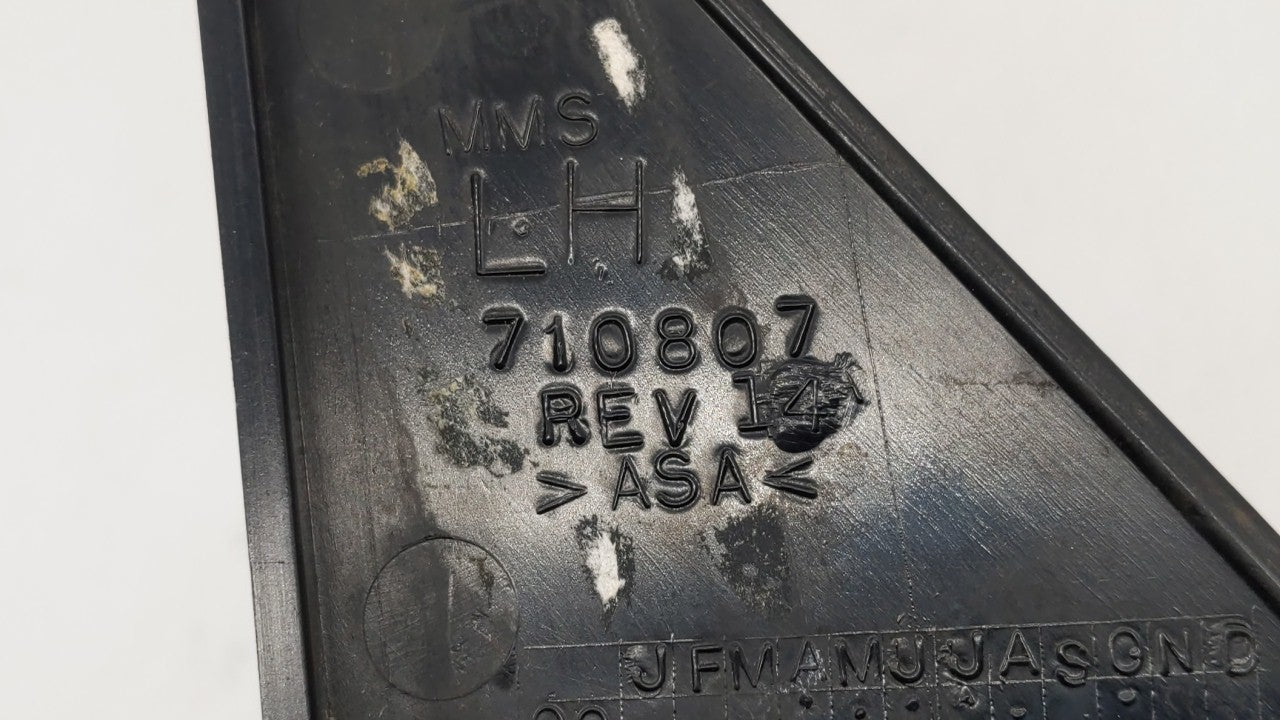 MMS
LH
710807
REV 14
>ASA<
JFMAMJJASOND